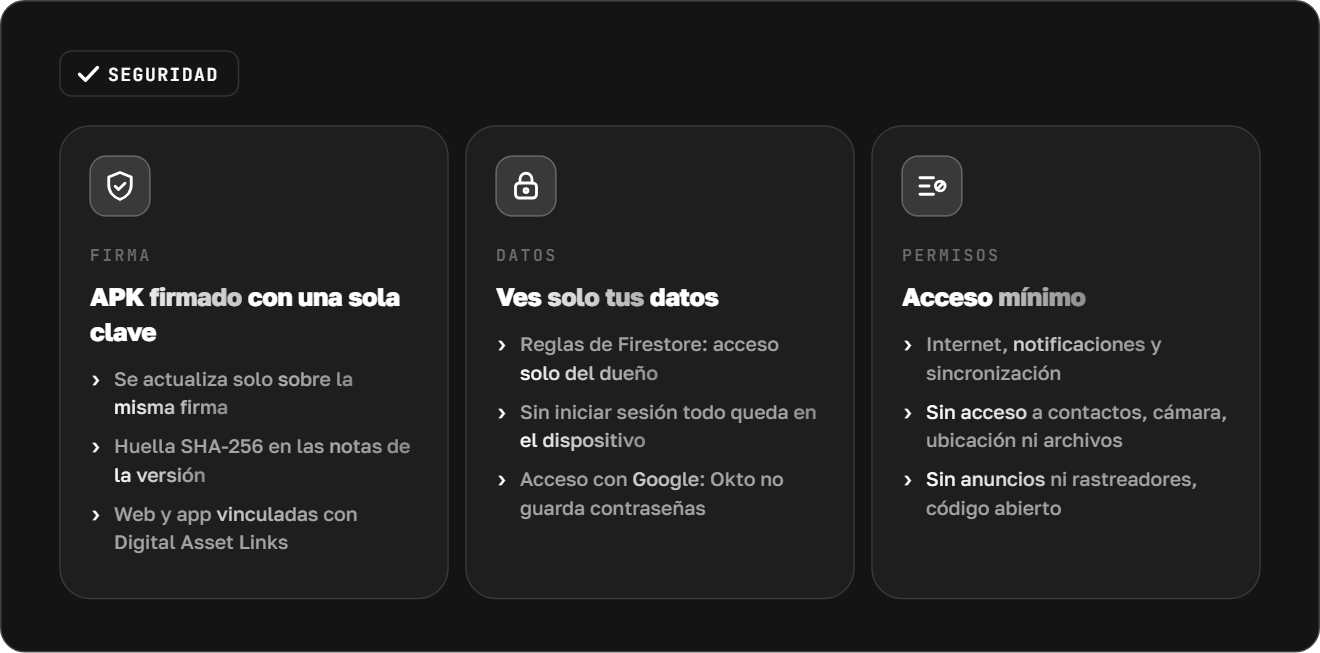 SEGURIDAD
FIRMA
APK firmado con una sola
clave
Se actualiza solo sobre la
misma firma
Huella SHA-256 en las notas de
la versión
Web y app vinculadas con
Digital Asset Links
DATOS
Ves solo tus datos
Reglas de Firestore: acceso
solo del dueño
Sin iniciar sesión todo queda en
el dispositivo
Acceso con Google: Okto no
guarda contraseñas
PERMISOS
Acceso mínimo
Internet, notificaciones y
sincronización
Sin acceso a contactos, cámara,
ubicación ni archivos
Sin anuncios ni rastreadores,
código abierto